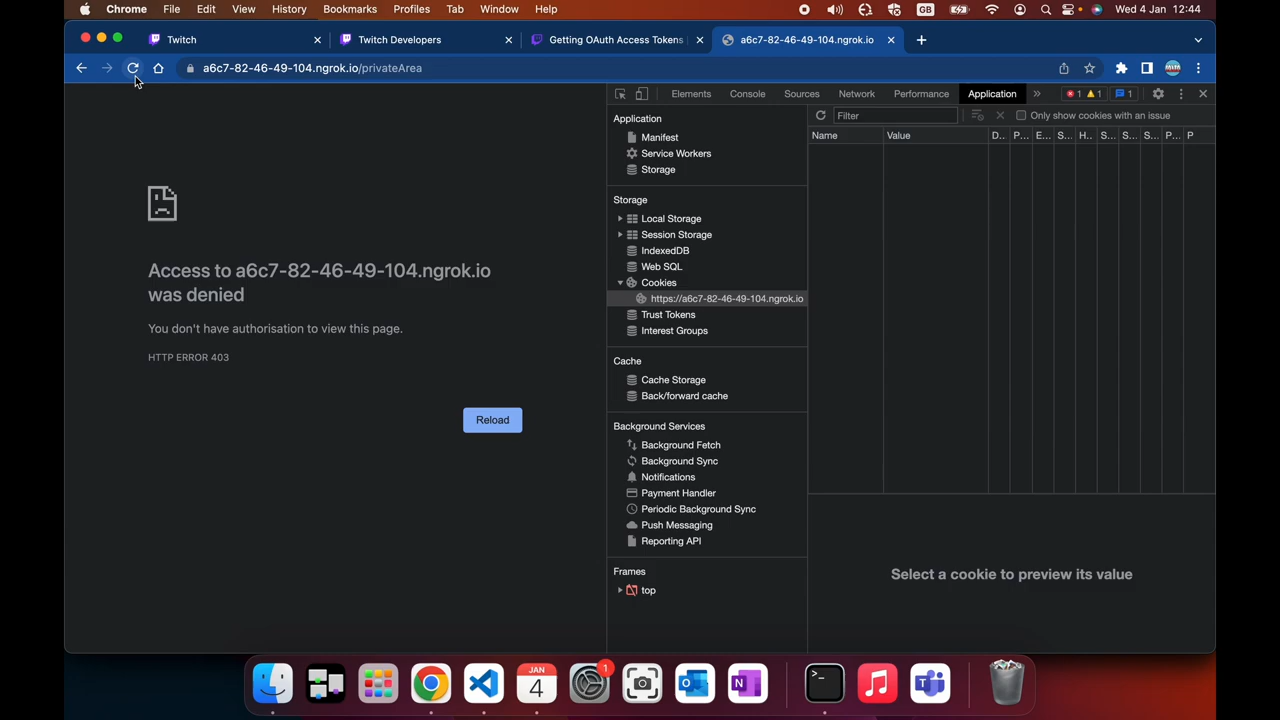 Chrome File Edit View History Bookmarks Profiles Tab Window Help GB Wed 4 Jan 12:44
Twitch Twitch Developers Getting OAuth Access Tokens a6c7-82-46-49-104.ngrok.io
a6c7-82-46-49-104.ngrok.io/privateArea
Elements Console Sources Network Performance Application » 1 1 1
Application
Manifest
Service Workers
Storage
Storage
Local Storage
Session Storage
IndexedDB
Web SQL
Cookies
https://a6c7-82-46-49-104.ngrok.io
Trust Tokens
Interest Groups
Cache
Cache Storage
Back/forward cache
Background Services
Background Fetch
Background Sync
Notifications
Payment Handler
Periodic Background Sync
Push Messaging
Reporting API
Frames
top
Filter Only show cookies with an issue
Name Value D.. P... E... S... H.. S... S... S... P... P
Select a cookie to preview its value
Access to a6c7-82-46-49-104.ngrok.io
was denied
You don't have authorisation to view this page.
HTTP ERROR 403
Reload
JAN
4
1